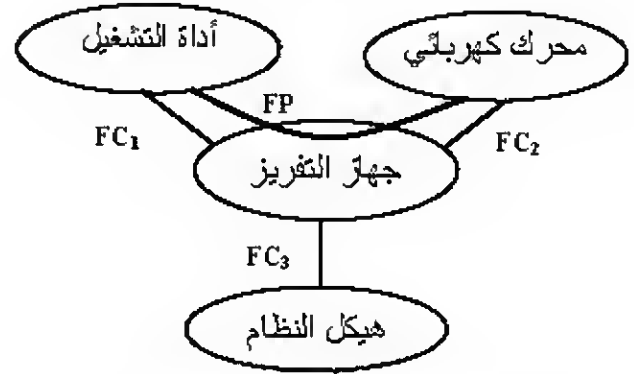 أداة التشغيل
محرك كهربائي
FP
FC₁
FC₂
جهاز التفريز
FC₃
هيكل النظام